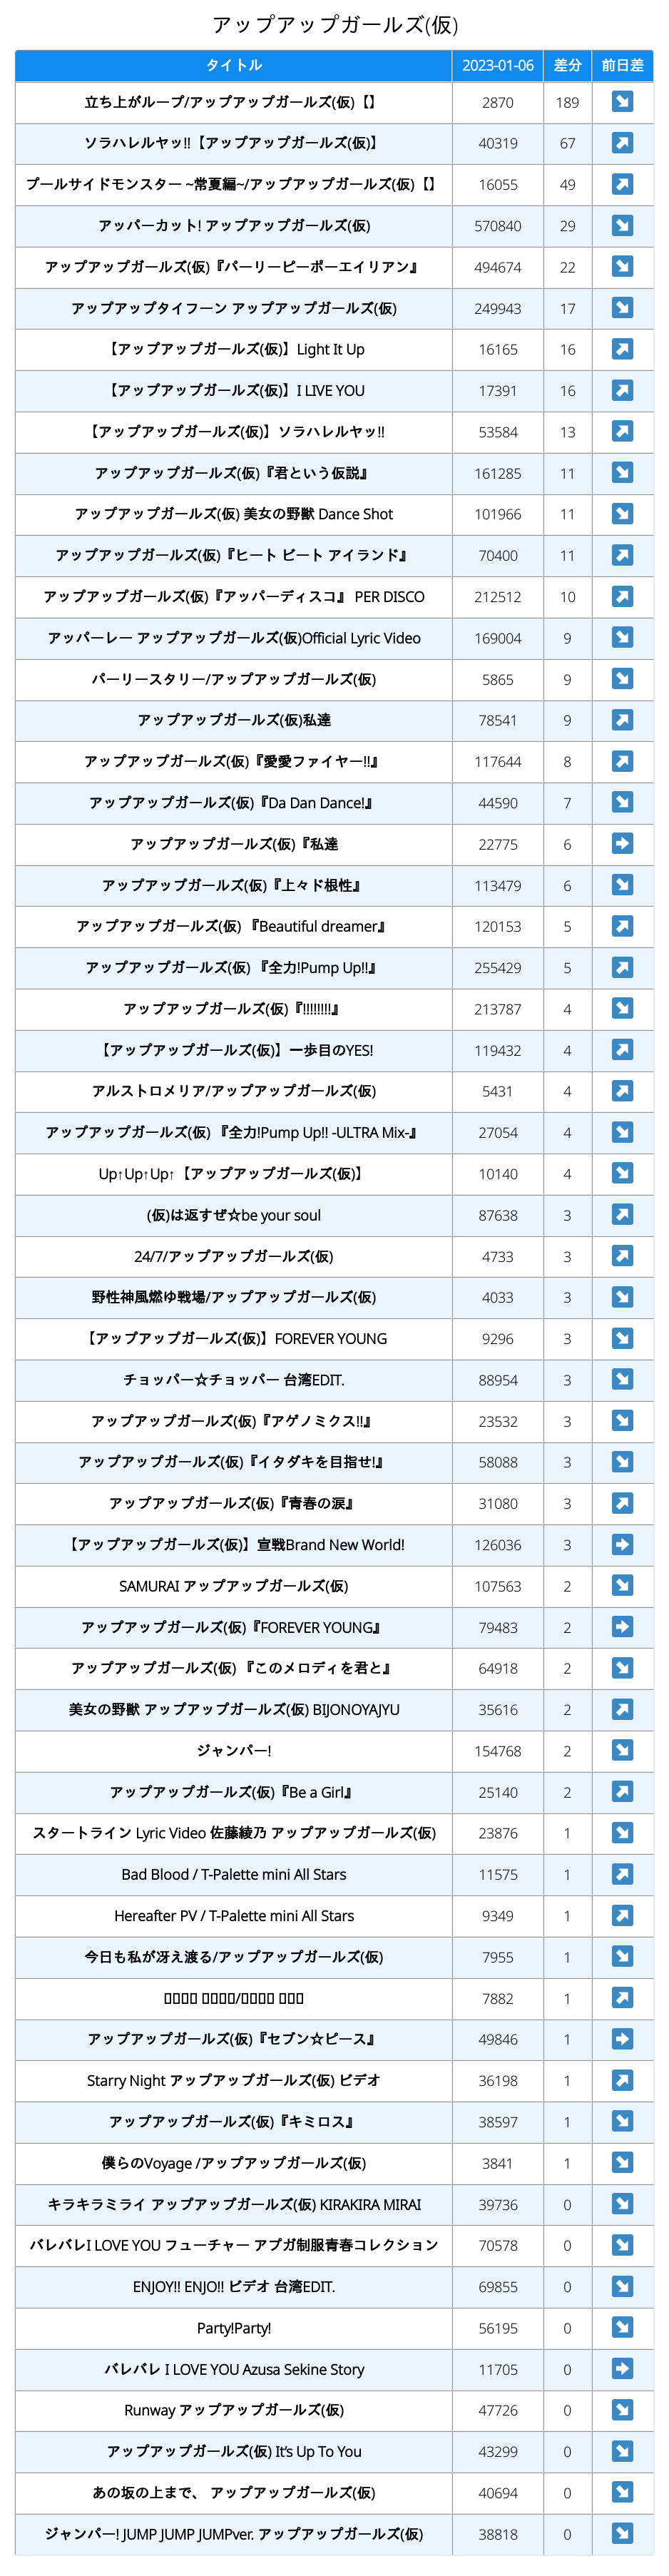 アップアップガールズ(仮)
タイトル 2023-01-06 差分 前日差
立ち上がループ/アップアップガールズ(仮)【】 2870 189
ソラハレルヤッ!!【アップアップガールズ(仮)】 40319 67
プールサイドモンスター ~常夏編~/アップアップガールズ(仮)【】 16055 49
アッパーカット! アップアップガールズ(仮) 570840 29
アップアップガールズ(仮)『パーリーピーポーエイリアン』 494674 22
アップアップタイフーン アップアップガールズ(仮) 249943 17
【アップアップガールズ(仮)】Light It Up 16165 16
【アップアップガールズ(仮)】I LIVE YOU 17391 16
【アップアップガールズ(仮)】ソラハレルヤッ!! 53584 13
アップアップガールズ(仮)『君という仮説』 161285 11
アップアップガールズ(仮) 美女の野獣 Dance Shot 101966 11
アップアップガールズ(仮)『ヒート ビート アイランド』 70400 11
アップアップガールズ(仮)『アッパーディスコ』 PER DISCO 212512 10
アッパーレー アップアップガールズ(仮)Official Lyric Video 169004 9
パーリースタリー/アップアップガールズ(仮) 5865 9
アップアップガールズ(仮)私達 78541 9
アップアップガールズ(仮)『愛愛ファイヤー!!』 117644 8
アップアップガールズ(仮)『Da Dan Dance!』 44590 7
アップアップガールズ(仮)『私達 22775 6
アップアップガールズ(仮)『上々ド根性』 113479 6
アップアップガールズ(仮) 『Beautiful dreamer』 120153 5
アップアップガールズ(仮) 『全力!Pump Up!!』 255429 5
アップアップガールズ(仮)『!!!!!!!!』 213787 4
【アップアップガールズ(仮)】一歩目のYES! 119432 4
アルストロメリア/アップアップガールズ(仮) 5431 4
アップアップガールズ(仮) 『全力!Pump Up!! -ULTRA Mix-』 27054 4
Up↑Up↑Up↑【アップアップガールズ(仮)】 10140 4
(仮)は返すぜ☆be your soul 87638 3
24/7/アップアップガールズ(仮) 4733 3
野性神風燃ゆ戦場/アップアップガールズ(仮) 4033 3
【アップアップガールズ(仮)】FOREVER YOUNG 9296 3
チョッパー☆チョッパー 台湾EDIT. 88954 3
アップアップガールズ(仮)『アゲノミクス!!』 23532 3
アップアップガールズ(仮)『イタダキを目指せ!』 58088 3
アップアップガールズ(仮)『青春の涙』 31080 3
【アップアップガールズ(仮)】宣戦Brand New World! 126036 3
SAMURAI アップアップガールズ(仮) 107563 2
アップアップガールズ(仮)『FOREVER YOUNG』 79483 2
アップアップガールズ(仮) 『このメロディを君と』 64918 2
美女の野獣 アップアップガールズ(仮) BIJONOYAJYU 35616 2
ジャンパー! 154768 2
アップアップガールズ(仮)『Be a Girl』 25140 2
スタートライン Lyric Video 佐藤綾乃 アップアップガールズ(仮) 23876 1
Bad Blood / T-Palette mini All Stars 11575 1
Hereafter PV / T-Palette mini All Stars 9349 1
今日も私が冴え渡る/アップアップガールズ(仮) 7955 1
7882 1
アップアップガールズ(仮)『セブン☆ピース』 49846 1
Starry Night アップアップガールズ(仮) ビデオ 36198 1
アップアップガールズ(仮)『キミロス』 38597 1
僕らのVoyage /アップアップガールズ(仮) 3841 1
キラキラミライ アップアップガールズ(仮) KIRAKIRA MIRAI 39736 0
バレバレI LOVE YOU フューチャー アプガ制服青春コレクション 70578 0
ENJOY!! ENJO!! ビデオ 台湾EDIT. 69855 0
Party!Party! 56195 0
バレバレ I LOVE YOU Azusa Sekine Story 11705 0
Runway アップアップガールズ(仮) 47726 0
アップアップガールズ(仮) It's Up To You 43299 0
あの坂の上まで、 アップアップガールズ(仮) 40694 0
ジャンパー! JUMP JUMP JUMPver. アップアップガールズ(仮) 38818 0